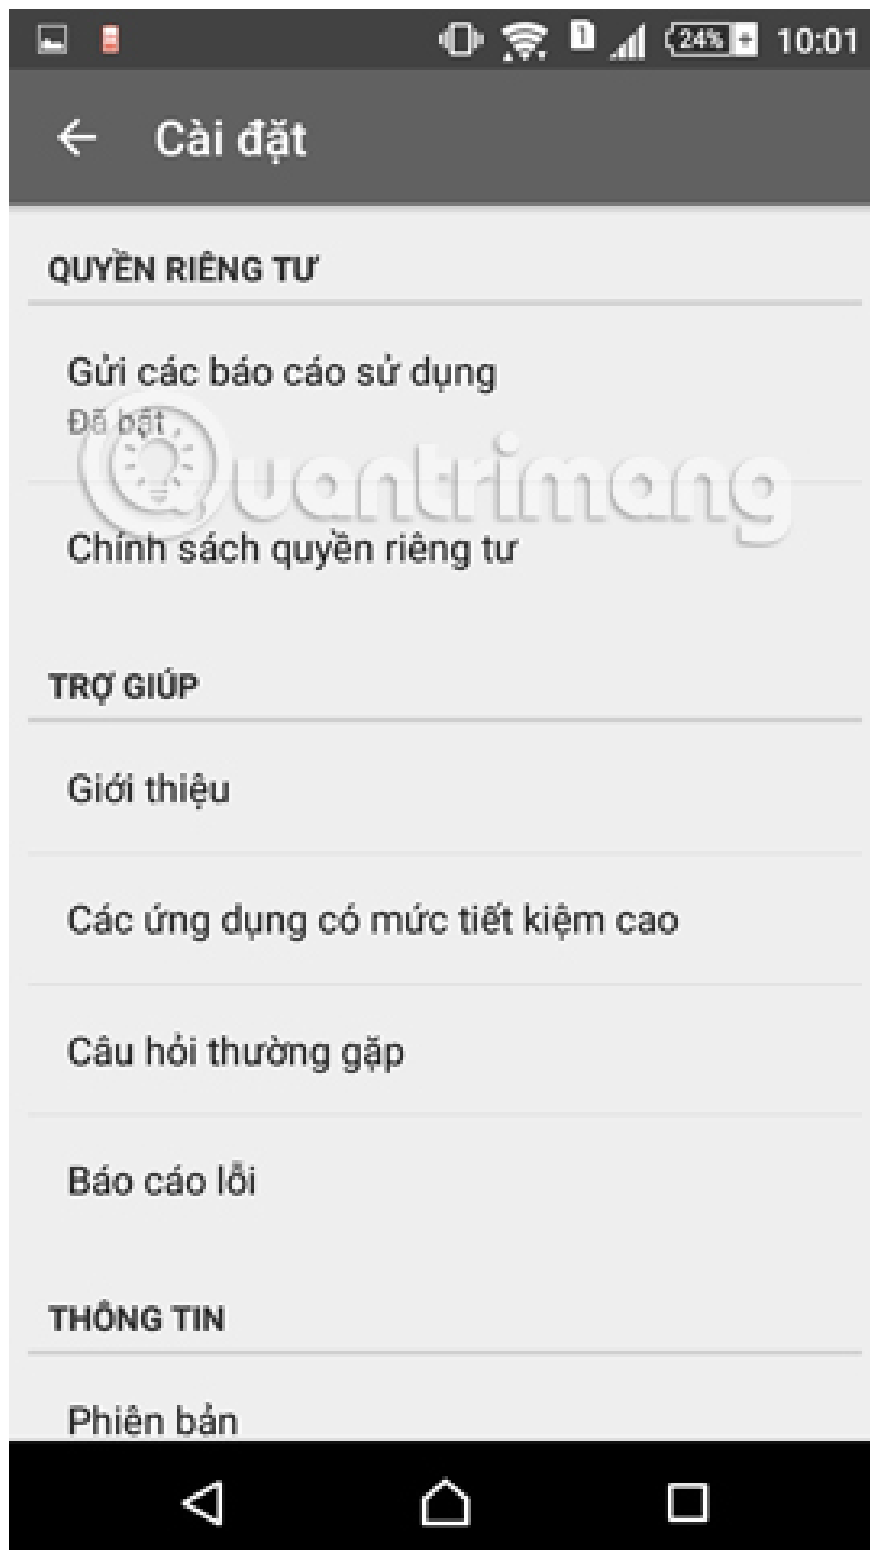 1 24% 10:01
Cài đặt
QUYỀN RIÊNG TƯ
Gửi các báo cáo sử dụng
Đã bật
Quantrimang
Chính sách quyền riêng tư
TRỢ GIÚP
Giới thiệu
Các ứng dụng có mức tiết kiệm cao
Câu hỏi thường gặp
Báo cáo lỗi
THÔNG TIN
Phiên bản